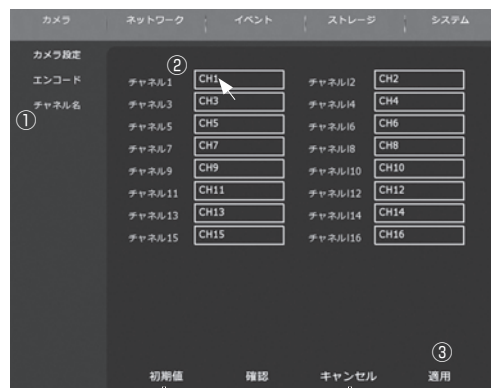 カメラ ネットワーク イベント ストレージ システム
カメラ設定
エンコード
チャネル名
①
②
チャネル1 CH1 チャネルl2 CH2
チャネル3 CH3 チャネルl4 CH4
チャネル5 CH5 チャネルl6 CH6
チャネル7 CH7 チャネルl8 CH8
チャネル9 CH9 チャネルl10 CH10
チャネル11 CH11 チャネルl12 CH12
チャネル13 CH13 チャネルl14 CH14
チャネル15 CH15 チャネルl16 CH16
③
初期値 確認 キャンセル 適用